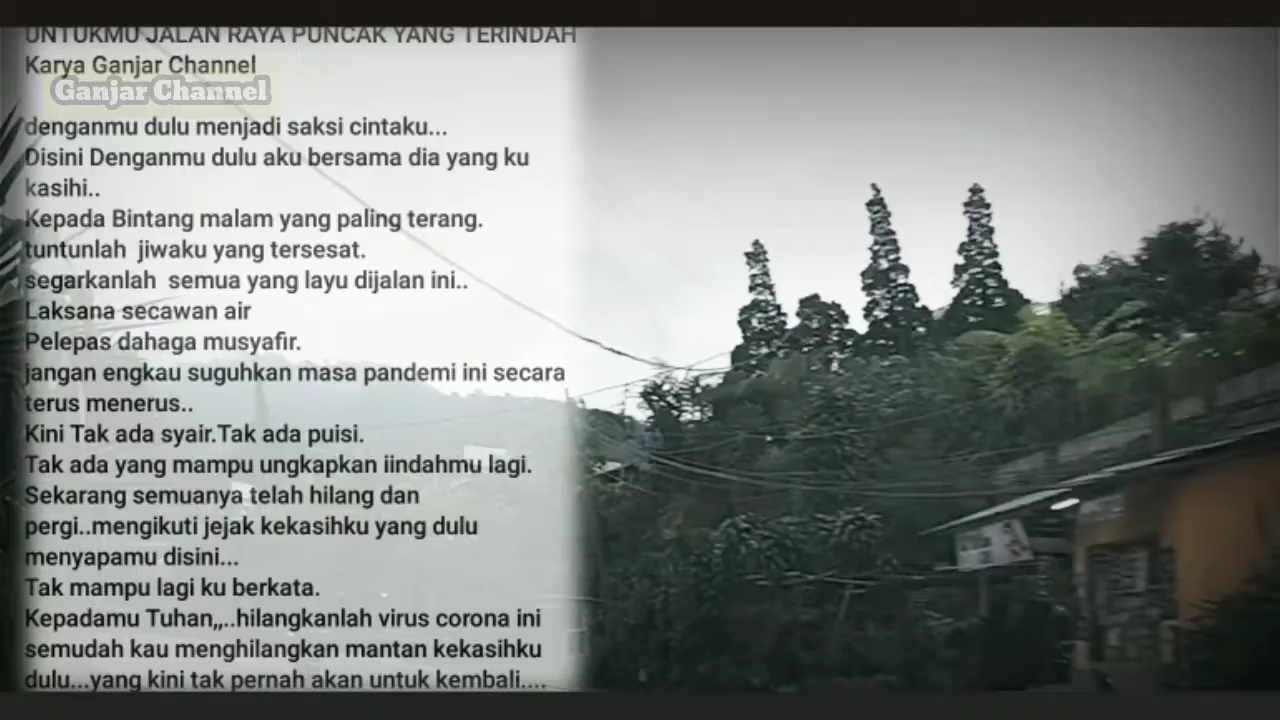 UNTUKMU JALAN RAYA PUNCAK YANG TERINDAH
Karya Ganjar Channel
Ganjar Channel
denganmu dulu menjadi saksi cintaku...
Disini Denganmu dulu aku bersama dia yang ku
kasihi..
Kepada Bintang malam yang paling terang.
tuntunlah jiwaku yang tersesat.
segarkanlah semua yang layu dijalan ini..
Laksana secawan air
Pelepas dahaga musyafir.
jangan engkau suguhkan masa pandemi ini secara
terus menerus..
Kini Tak ada syair.Tak ada puisi.
Tak ada yang mampu ungkapkan iindahmu lagi.
Sekarang semuanya telah hilang dan
pergi..mengikuti jejak kekasihku yang dulu
menyapamu disini...
Tak mampu lagi ku berkata.
Kepadamu Tuhan,,..hilangkanlah virus corona ini
semudah kau menghilangkan mantan kekasihku
dulu...yang kini tak pernah akan untuk kembali....